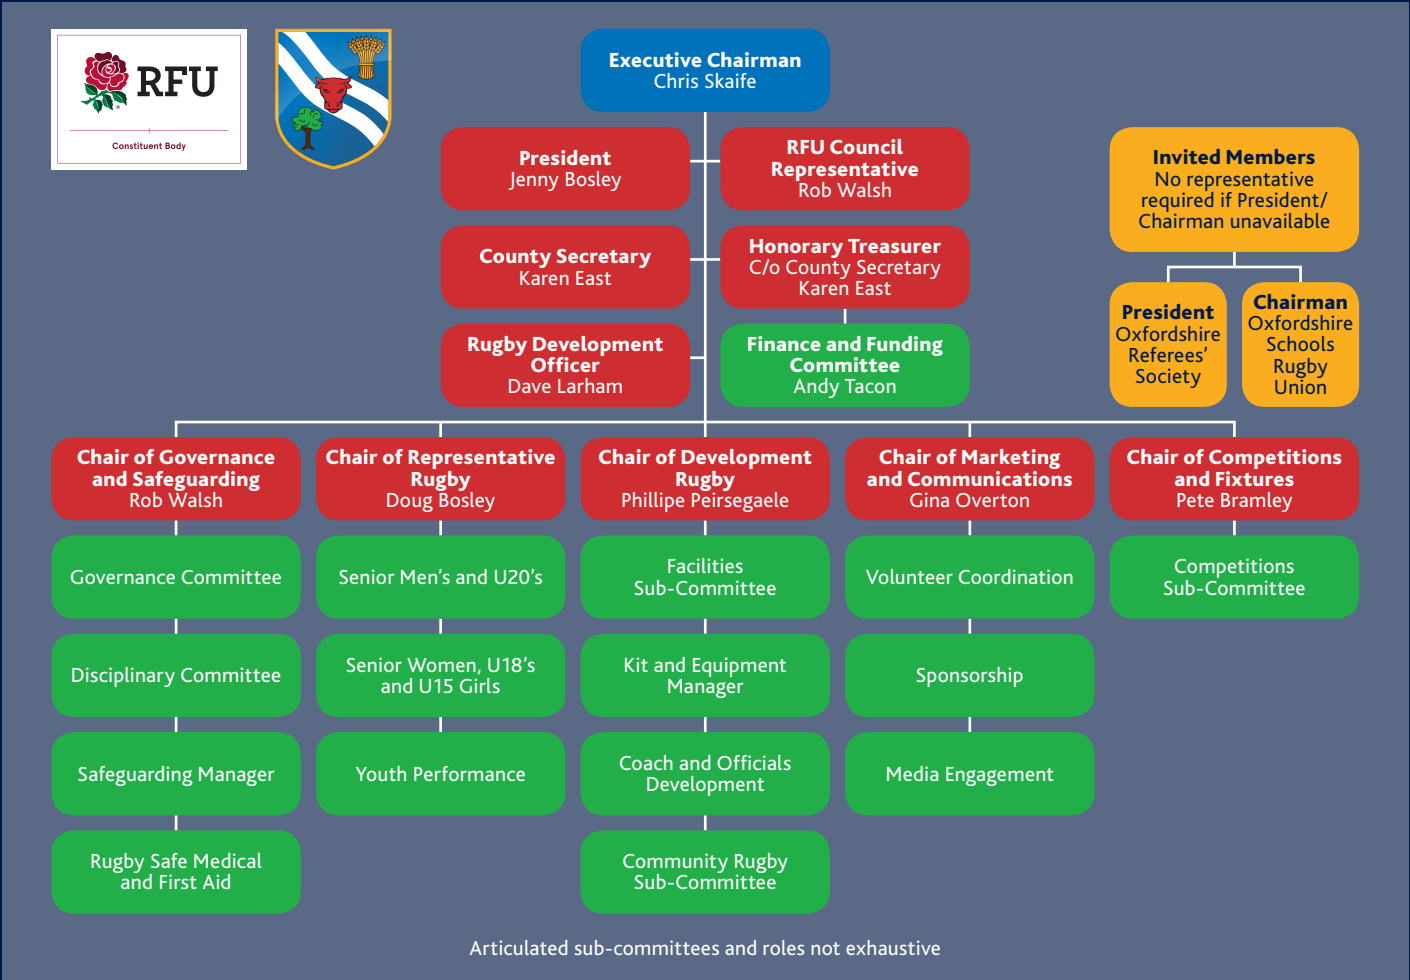 RFU
Constituent Body
Executive Chairman
Chris Skaife
President
Jenny Bosley
RFU Council
Representative
Rob Walsh
Invited Members
No representative
required if President/
Chairman unavailable
County Secretary
Karen East
Honorary Treasurer
C/o County Secretary
Karen East
President
Oxfordshire
Referees’
Society
Chairman
Oxfordshire
Schools
Rugby
Union
Rugby Development
Officer
Dave Larham
Finance and Funding
Committee
Andy Tacon
Chair of Governance
and Safeguarding
Rob Walsh
Chair of Representative
Rugby
Doug Bosley
Chair of Development
Rugby
Phillipe Peirsegaele
Chair of Marketing
and Communications
Gina Overton
Chair of Competitions
and Fixtures
Pete Bramley
Governance Committee
Senior Men’s and U20’s
Facilities
Sub-Committee
Volunteer Coordination
Competitions
Sub-Committee
Disciplinary Committee
Senior Women, U18’s
and U15 Girls
Kit and Equipment
Manager
Sponsorship
Safeguarding Manager
Youth Performance
Coach and Officials
Development
Media Engagement
Rugby Safe Medical
and First Aid
Community Rugby
Sub-Committee
Articulated sub-committees and roles not exhaustive